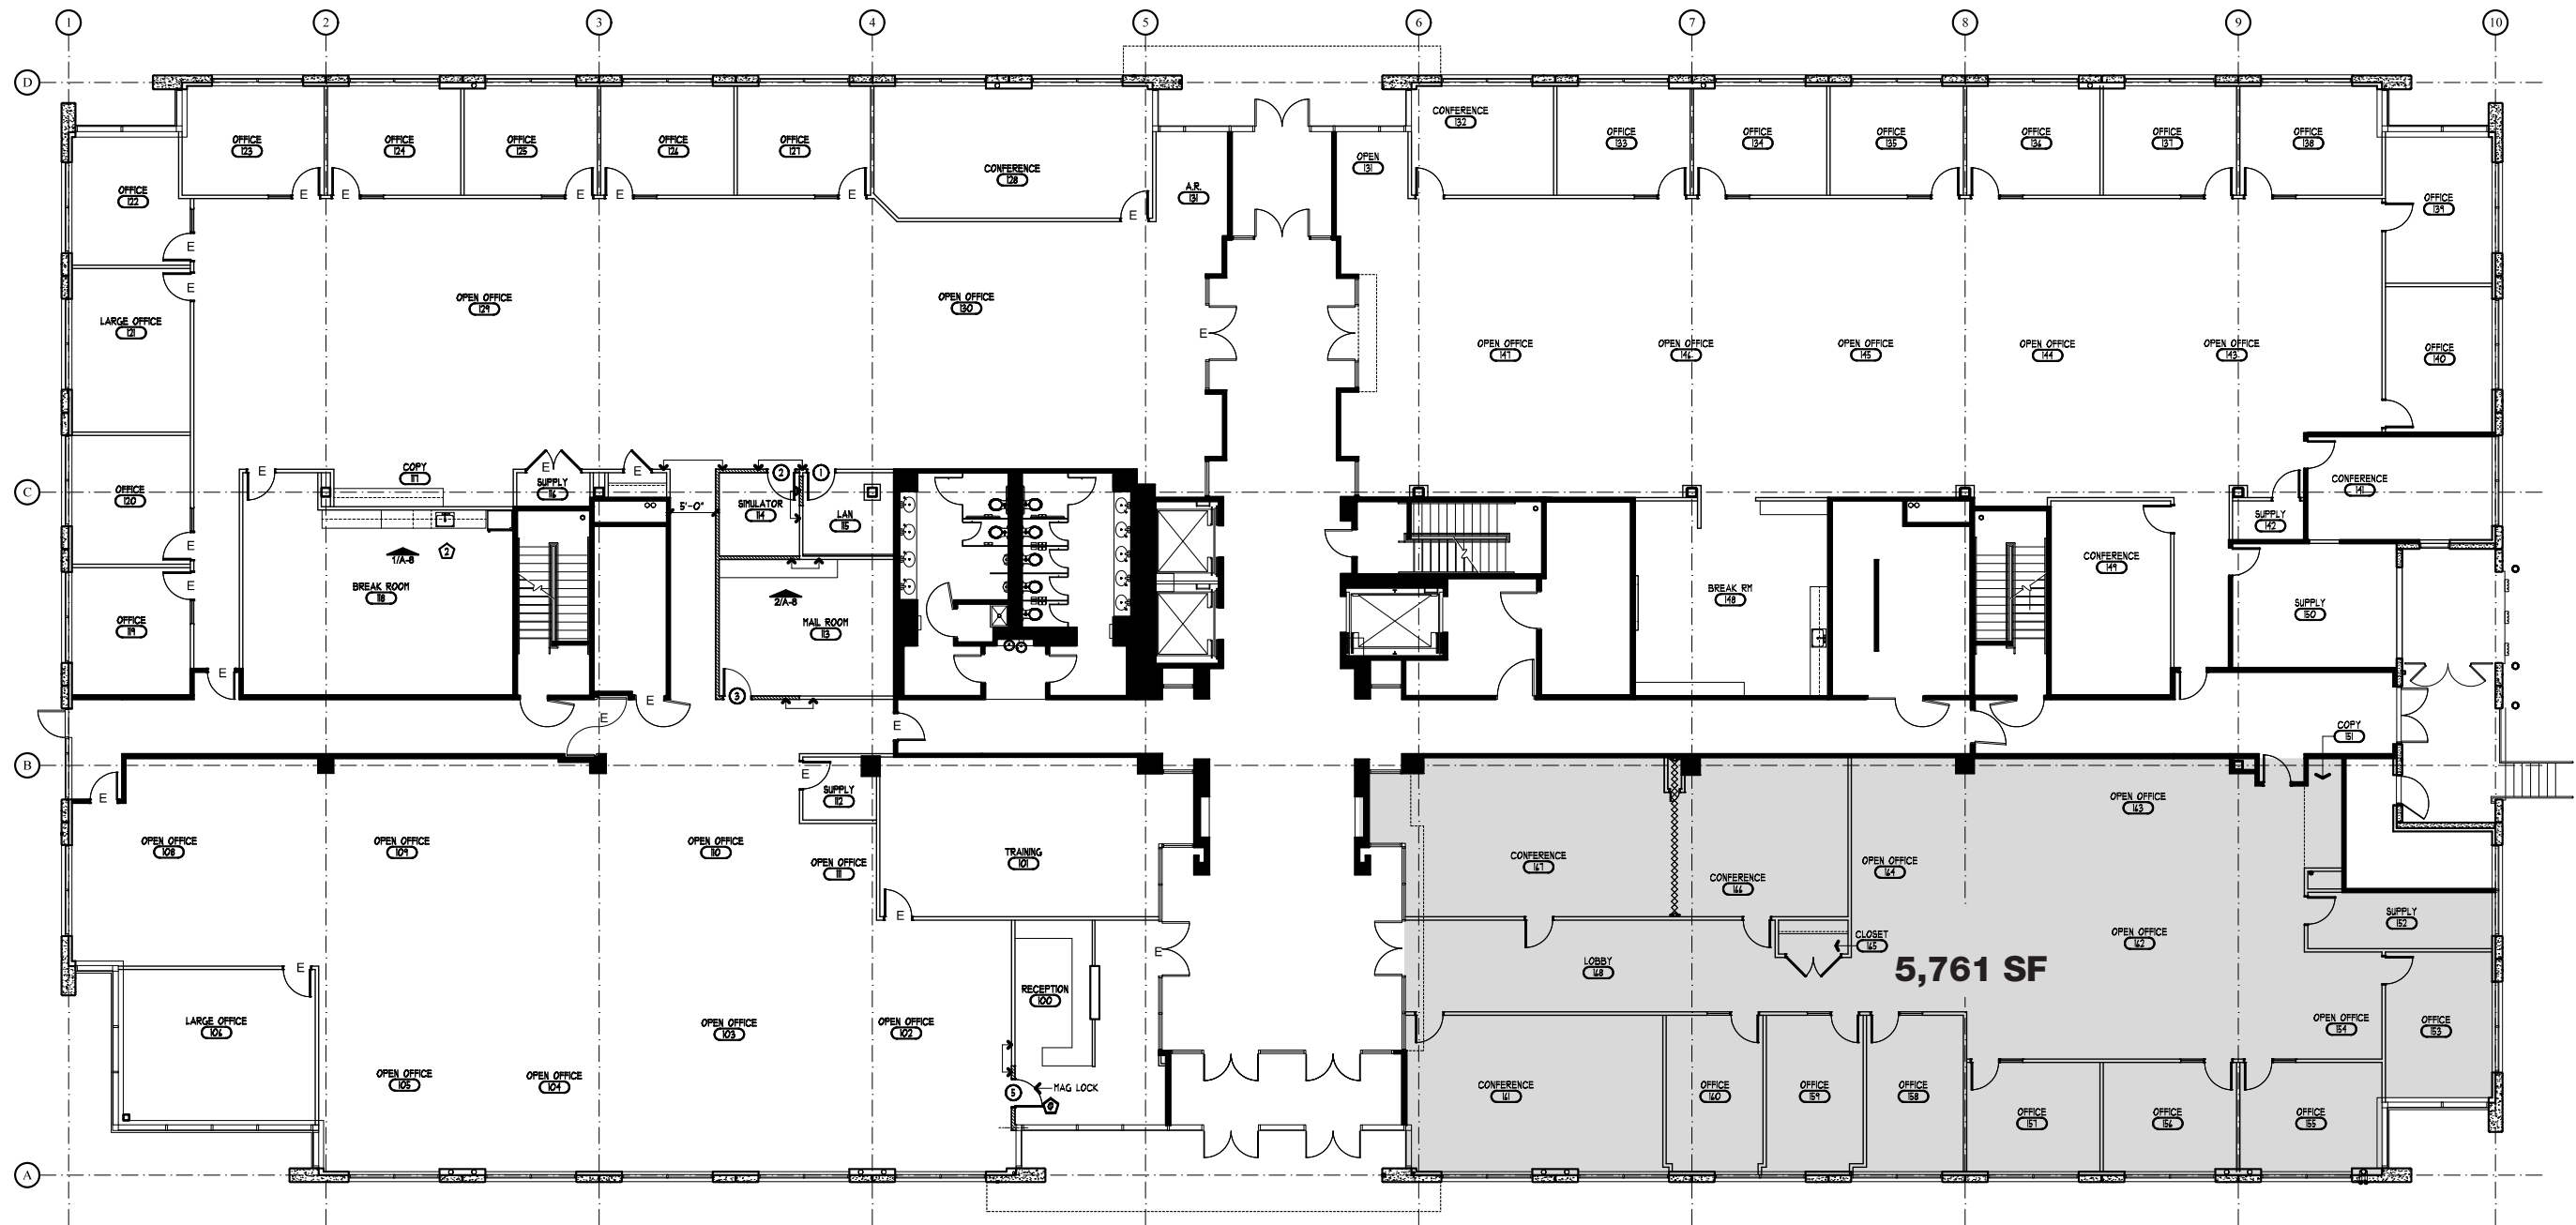 1 2 3 4 5 6 7 8 9 10
D
OFFICE
123
OFFICE
124
OFFICE
125
OFFICE
126
OFFICE
127
CONFERENCE
128
CONFERENCE
132
OFFICE
133
OFFICE
134
OFFICE
135
OFFICE
136
OFFICE
137
OFFICE
138
OPEN
131
A.R.
131
OFFICE
122
OFFICE
139
E E E E E E
E
E
LARGE OFFICE
121
OPEN OFFICE
129
OPEN OFFICE
130
E
OPEN OFFICE
147
OPEN OFFICE
146
OPEN OFFICE
145
OPEN OFFICE
144
OPEN OFFICE
143
OFFICE
140
C
OFFICE
120
E
COPY
117
E
SUPPLY
116
E
5'-0"
2
1
SIMULATOR
114
LAN
115
CONFERENCE
141
SUPPLY
142
1/A-8
2
BREAK ROOM
118
2/A-8
MAIL ROOM
113
3
BREAK RM
148
CONFERENCE
149
SUPPLY
150
E
E
OFFICE
119
E
E
E
E
COPY
151
B
E
E
SUPPLY
112
OPEN OFFICE
108
OPEN OFFICE
109
OPEN OFFICE
110
OPEN OFFICE
111
TRAINING
101
E
CONFERENCE
167
CONFERENCE
166
OPEN OFFICE
164
OPEN OFFICE
163
SUPPLY
152
OPEN OFFICE
162
CLOSET
165
LOBBY
168
5,761 SF
E
E
RECEPTION
100
LARGE OFFICE
106
OPEN OFFICE
103
OPEN OFFICE
102
OPEN OFFICE
105
OPEN OFFICE
104
5
MAG LOCK
OPEN OFFICE
154
OFFICE
153
CONFERENCE
161
OFFICE
160
OFFICE
159
OFFICE
158
OFFICE
157
OFFICE
156
OFFICE
155
A